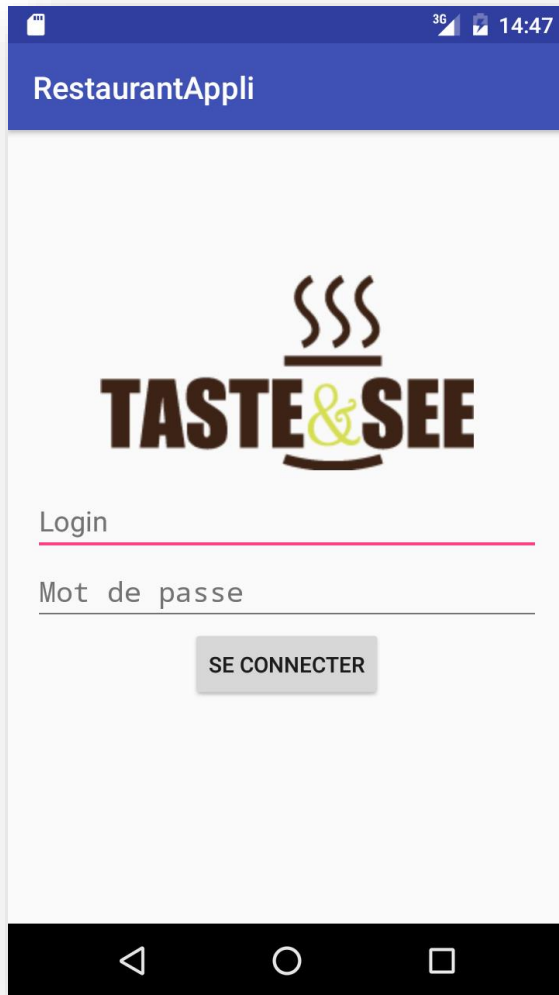 3G 14:47
RestaurantAppli
TASTE&SEE
Login
Mot de passe
SE CONNECTER